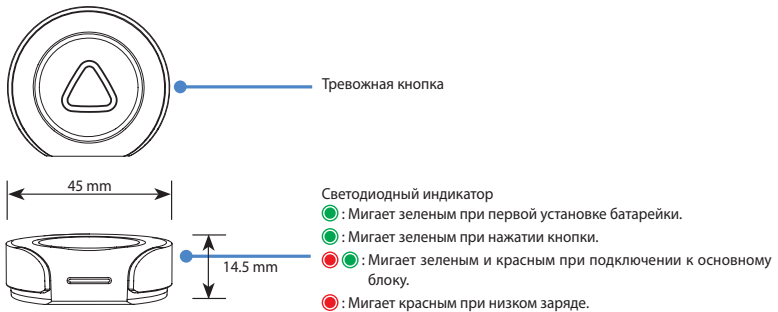 Тревожная кнопка
45 mm
14.5 mm
Светодиодный индикатор
: Мигает зеленым при первой установке батарейки.
: Мигает зеленым при нажатии кнопки.
: Мигает зеленым и красным при подключении к основному
блоку.
: Мигает красным при низком заряде.